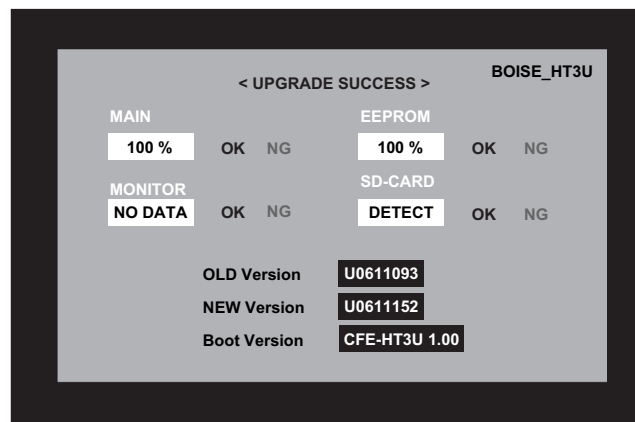 BOISE_HT3U
< UPGRADE SUCCESS >
MAIN EEPROM
100 % OK NG 100 % OK NG
MONITOR SD-CARD
NO DATA OK NG DETECT OK NG
OLD Version U0611093
NEW Version U0611152
Boot Version CFE-HT3U 1.00